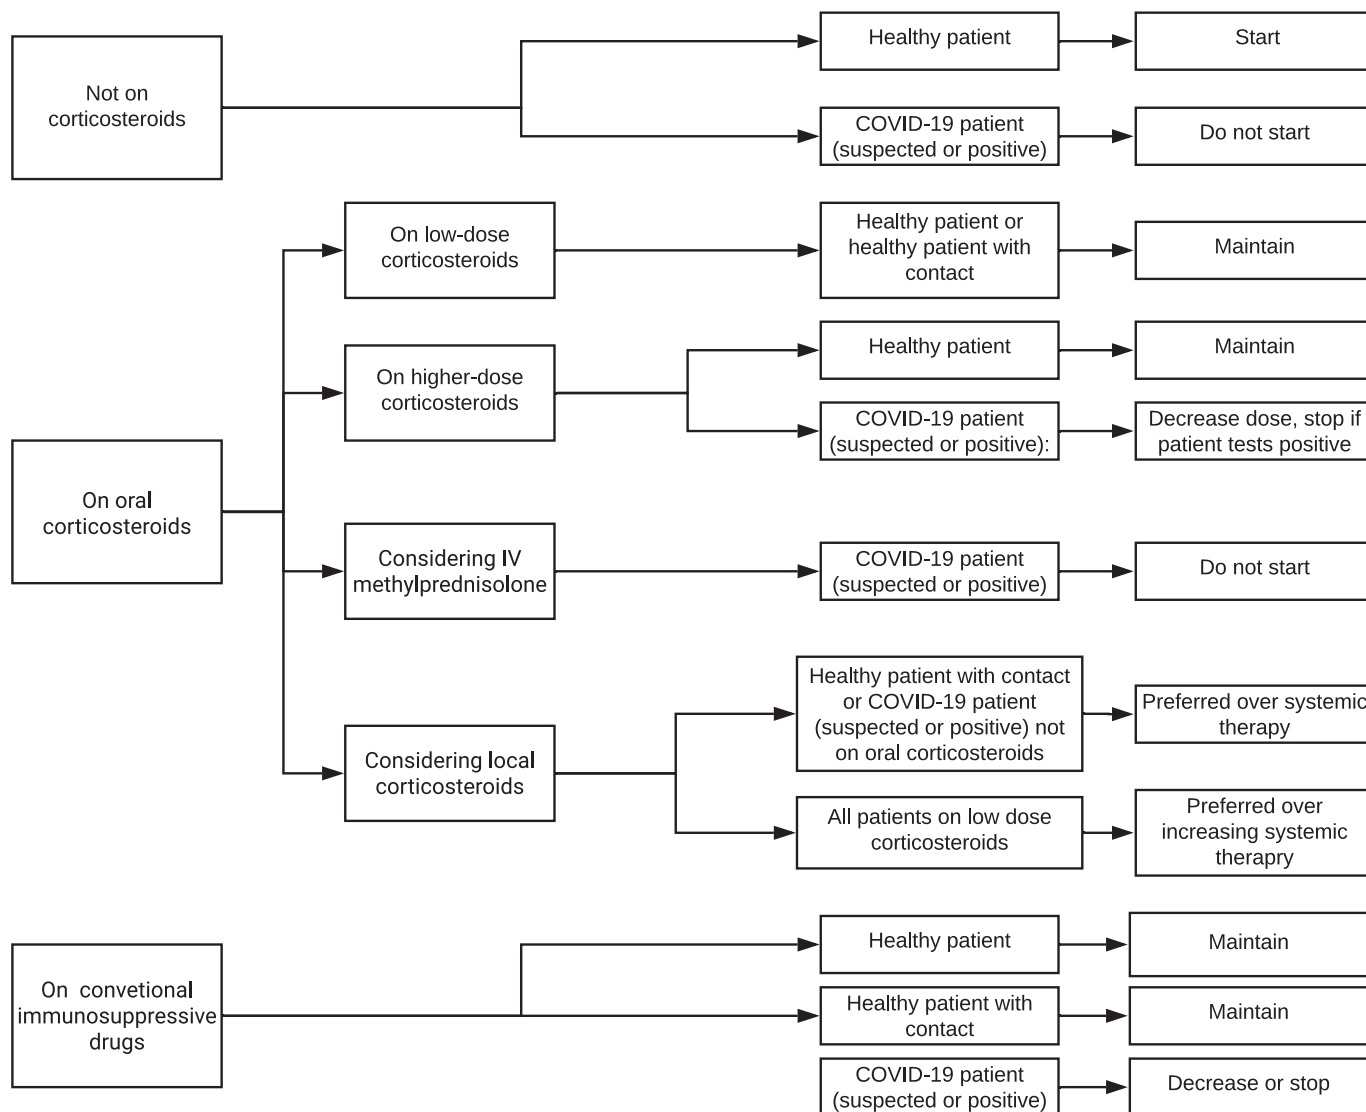 Not on
corticosteroids
Healthy patient
Start
COVID-19 patient
(suspected or positive)
Do not start
On oral
corticosteroids
On low-dose
corticosteroids
Healthy patient or
healthy patient with
contact
Maintain
On higher-dose
corticosteroids
Healthy patient
Maintain
COVID-19 patient
(suspected or positive):
Decrease dose, stop if
patient tests positive
Considering IV
methylprednisolone
COVID-19 patient
(suspected or positive)
Do not start
Considering local
corticosteroids
Healthy patient with contact
or COVID-19 patient
(suspected or positive) not
on oral corticosteroids
Preferred over systemic
therapy
All patients on low dose
corticosteroids
Preferred over
increasing systemic
therapry
On convetional
immunosuppressive
drugs
Healthy patient
Maintain
Healthy patient with
contact
Maintain
COVID-19 patient
(suspected or positive)
Decrease or stop